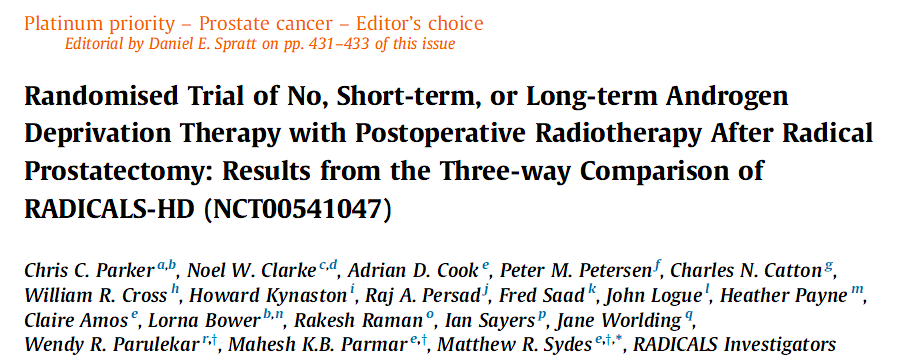 Platinum priority – Prostate cancer – Editor's choice
Editorial by Daniel E. Spratt on pp. 431–433 of this issue
Randomised Trial of No, Short-term, or Long-term Androgen
Deprivation Therapy with Postoperative Radiotherapy After Radical
Prostatectomy: Results from the Three-way Comparison of
RADICALS-HD (NCT00541047)
Chris C. Parker a,b, Noel W. Clarke c,d, Adrian D. Cook e, Peter M. Petersen f, Charles N. Catton g,
William R. Cross h, Howard Kynaston i, Raj A. Persad j, Fred Saad k, John Logue l, Heather Payne m,
Claire Amos e, Lorna Bower b,n, Rakesh Raman o, Ian Sayers p, Jane Worlding q,
Wendy R. Parulekar r,†, Mahesh K.B. Parmar e,†, Matthew R. Sydes e,†,*, RADICALS Investigators